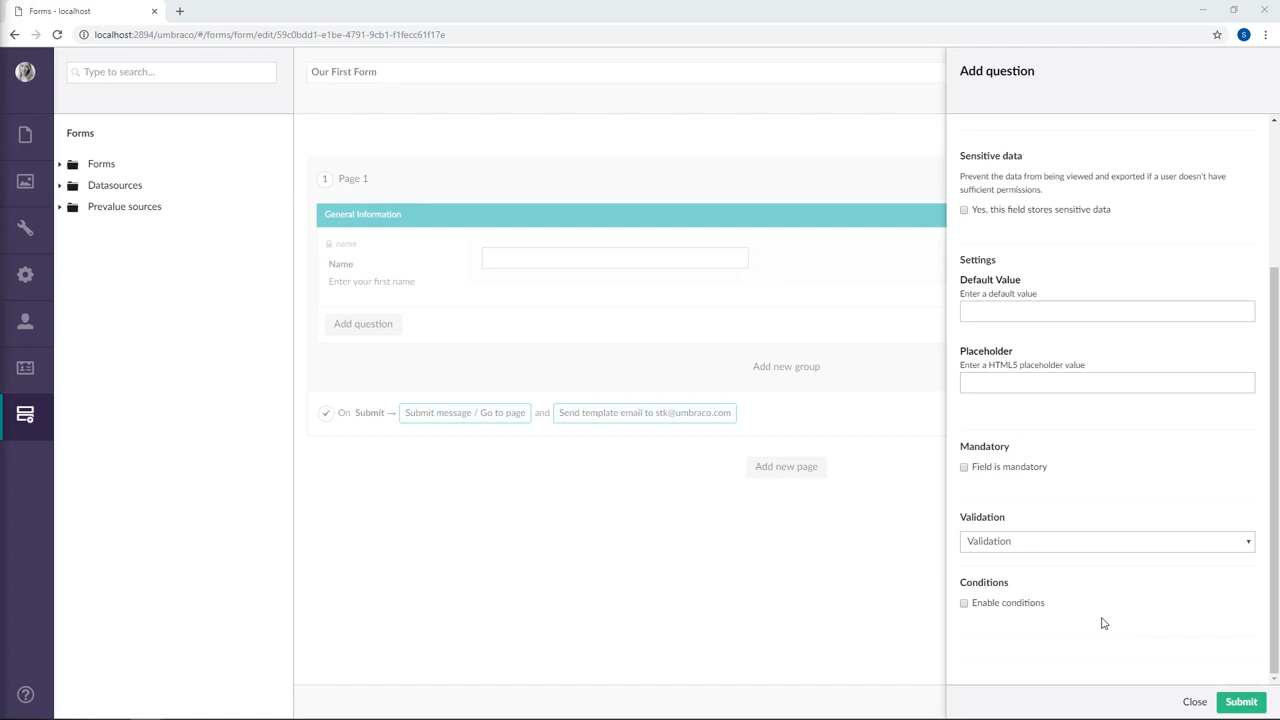 Forms - localhost
localhost:2894/umbraco/#/forms/form/edit/59c0bdd1-e1be-4791-9cb1-f1fecc61f17e
S
Type to search...
Forms
Forms
Datasources
Prevalue sources
Our First Form
1 Page 1
General Information
name
Name
Enter your first name
Add question
Add new group
On Submit → Submit message / Go to page and Send template email to stk@umbraco.com
Add new page
Add question
Sensitive data
Prevent the data from being viewed and exported if a user doesn't have
sufficient permissions.
Yes, this field stores sensitive data
Settings
Default Value
Enter a default value
Placeholder
Enter a HTML5 placeholder value
Mandatory
Field is mandatory
Validation
Validation
Conditions
Enable conditions
Close Submit